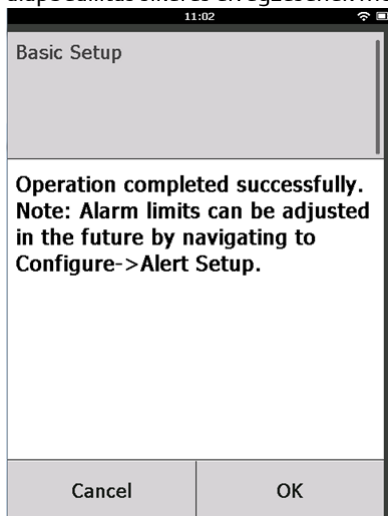 11:02
Basic Setup
Operation completed successfully.
Note: Alarm limits can be adjusted
in the future by navigating to
Configure->Alert Setup.
Cancel
OK